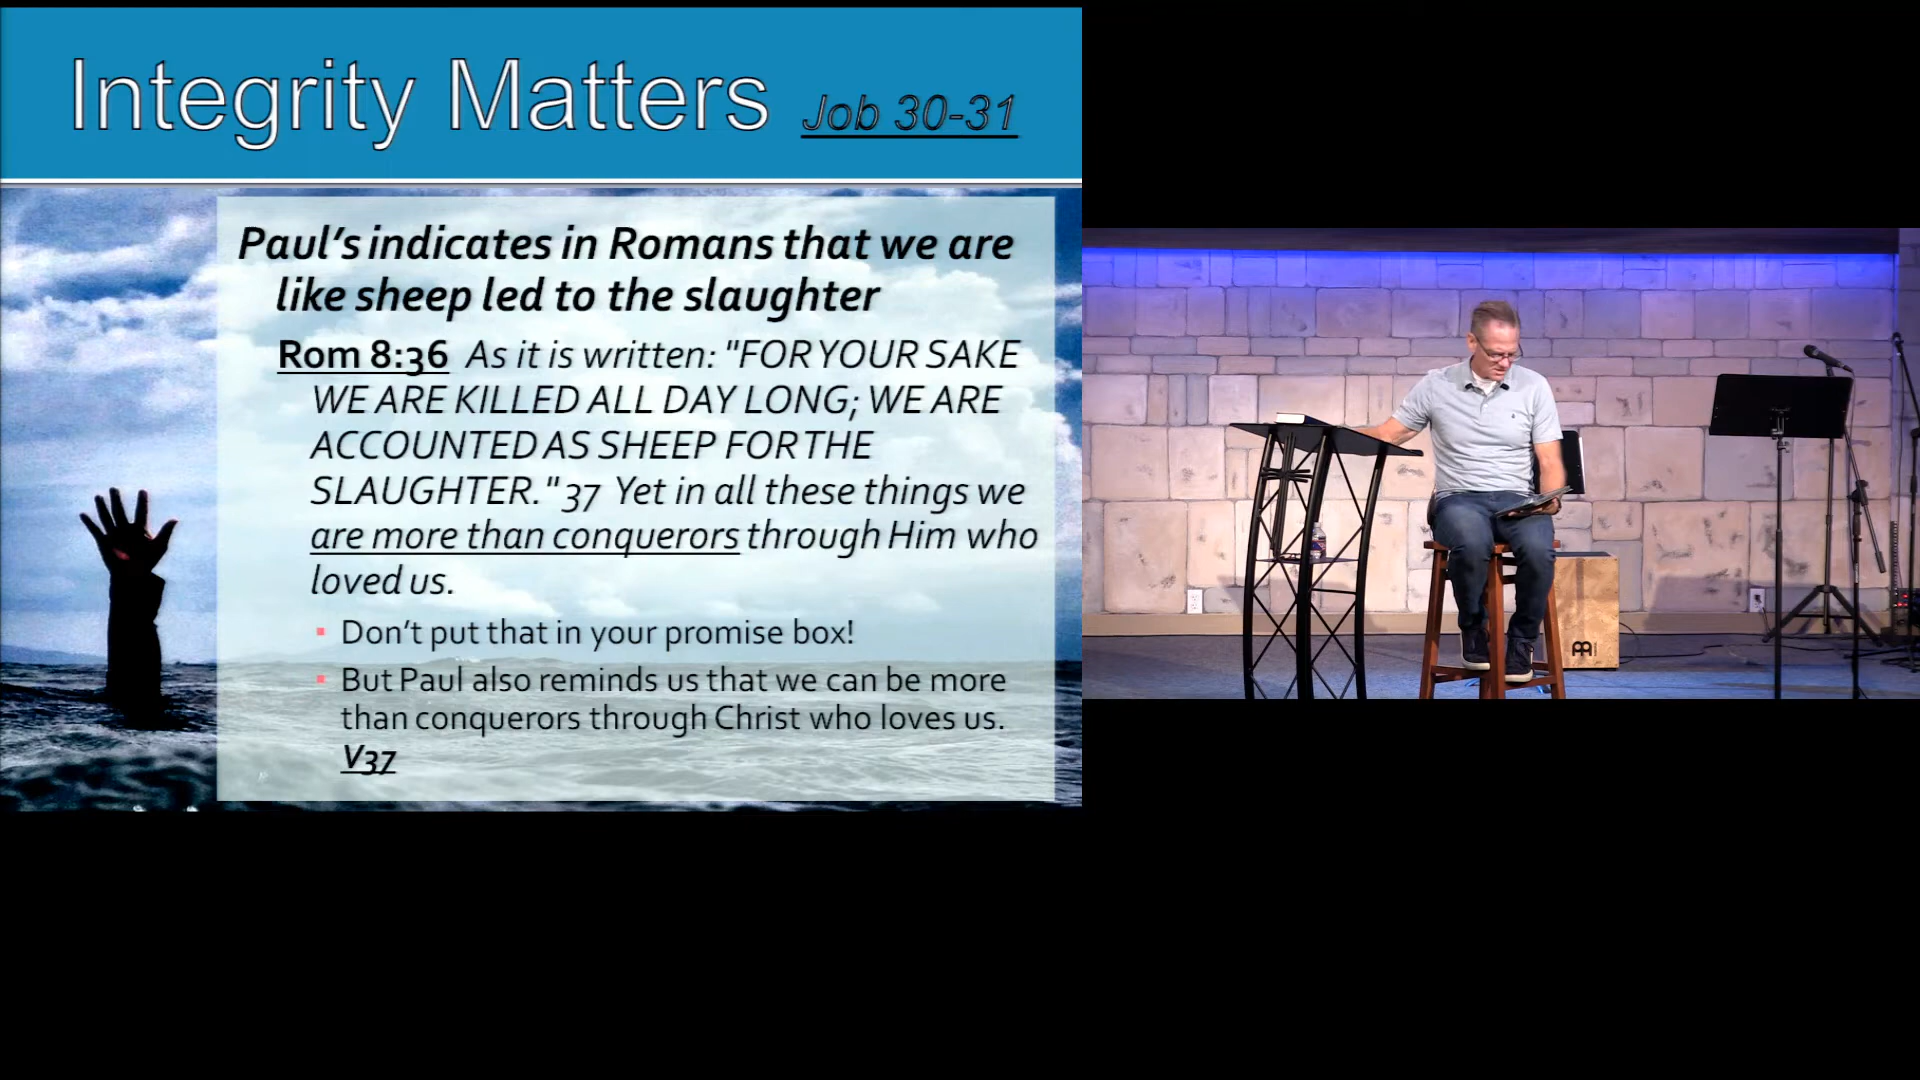 Integrity Matters Job 30-31
Paul’s indicates in Romans that we are
like sheep led to the slaughter
Rom 8:36 As it is written: "FOR YOUR SAKE
WE ARE KILLED ALL DAY LONG; WE ARE
ACCOUNTED AS SHEEP FOR THE
SLAUGHTER." 37 Yet in all these things we
are more than conquerors through Him who
loved us.
▪ Don’t put that in your promise box!
▪ But Paul also reminds us that we can be more
than conquerors through Christ who loves us.
V37